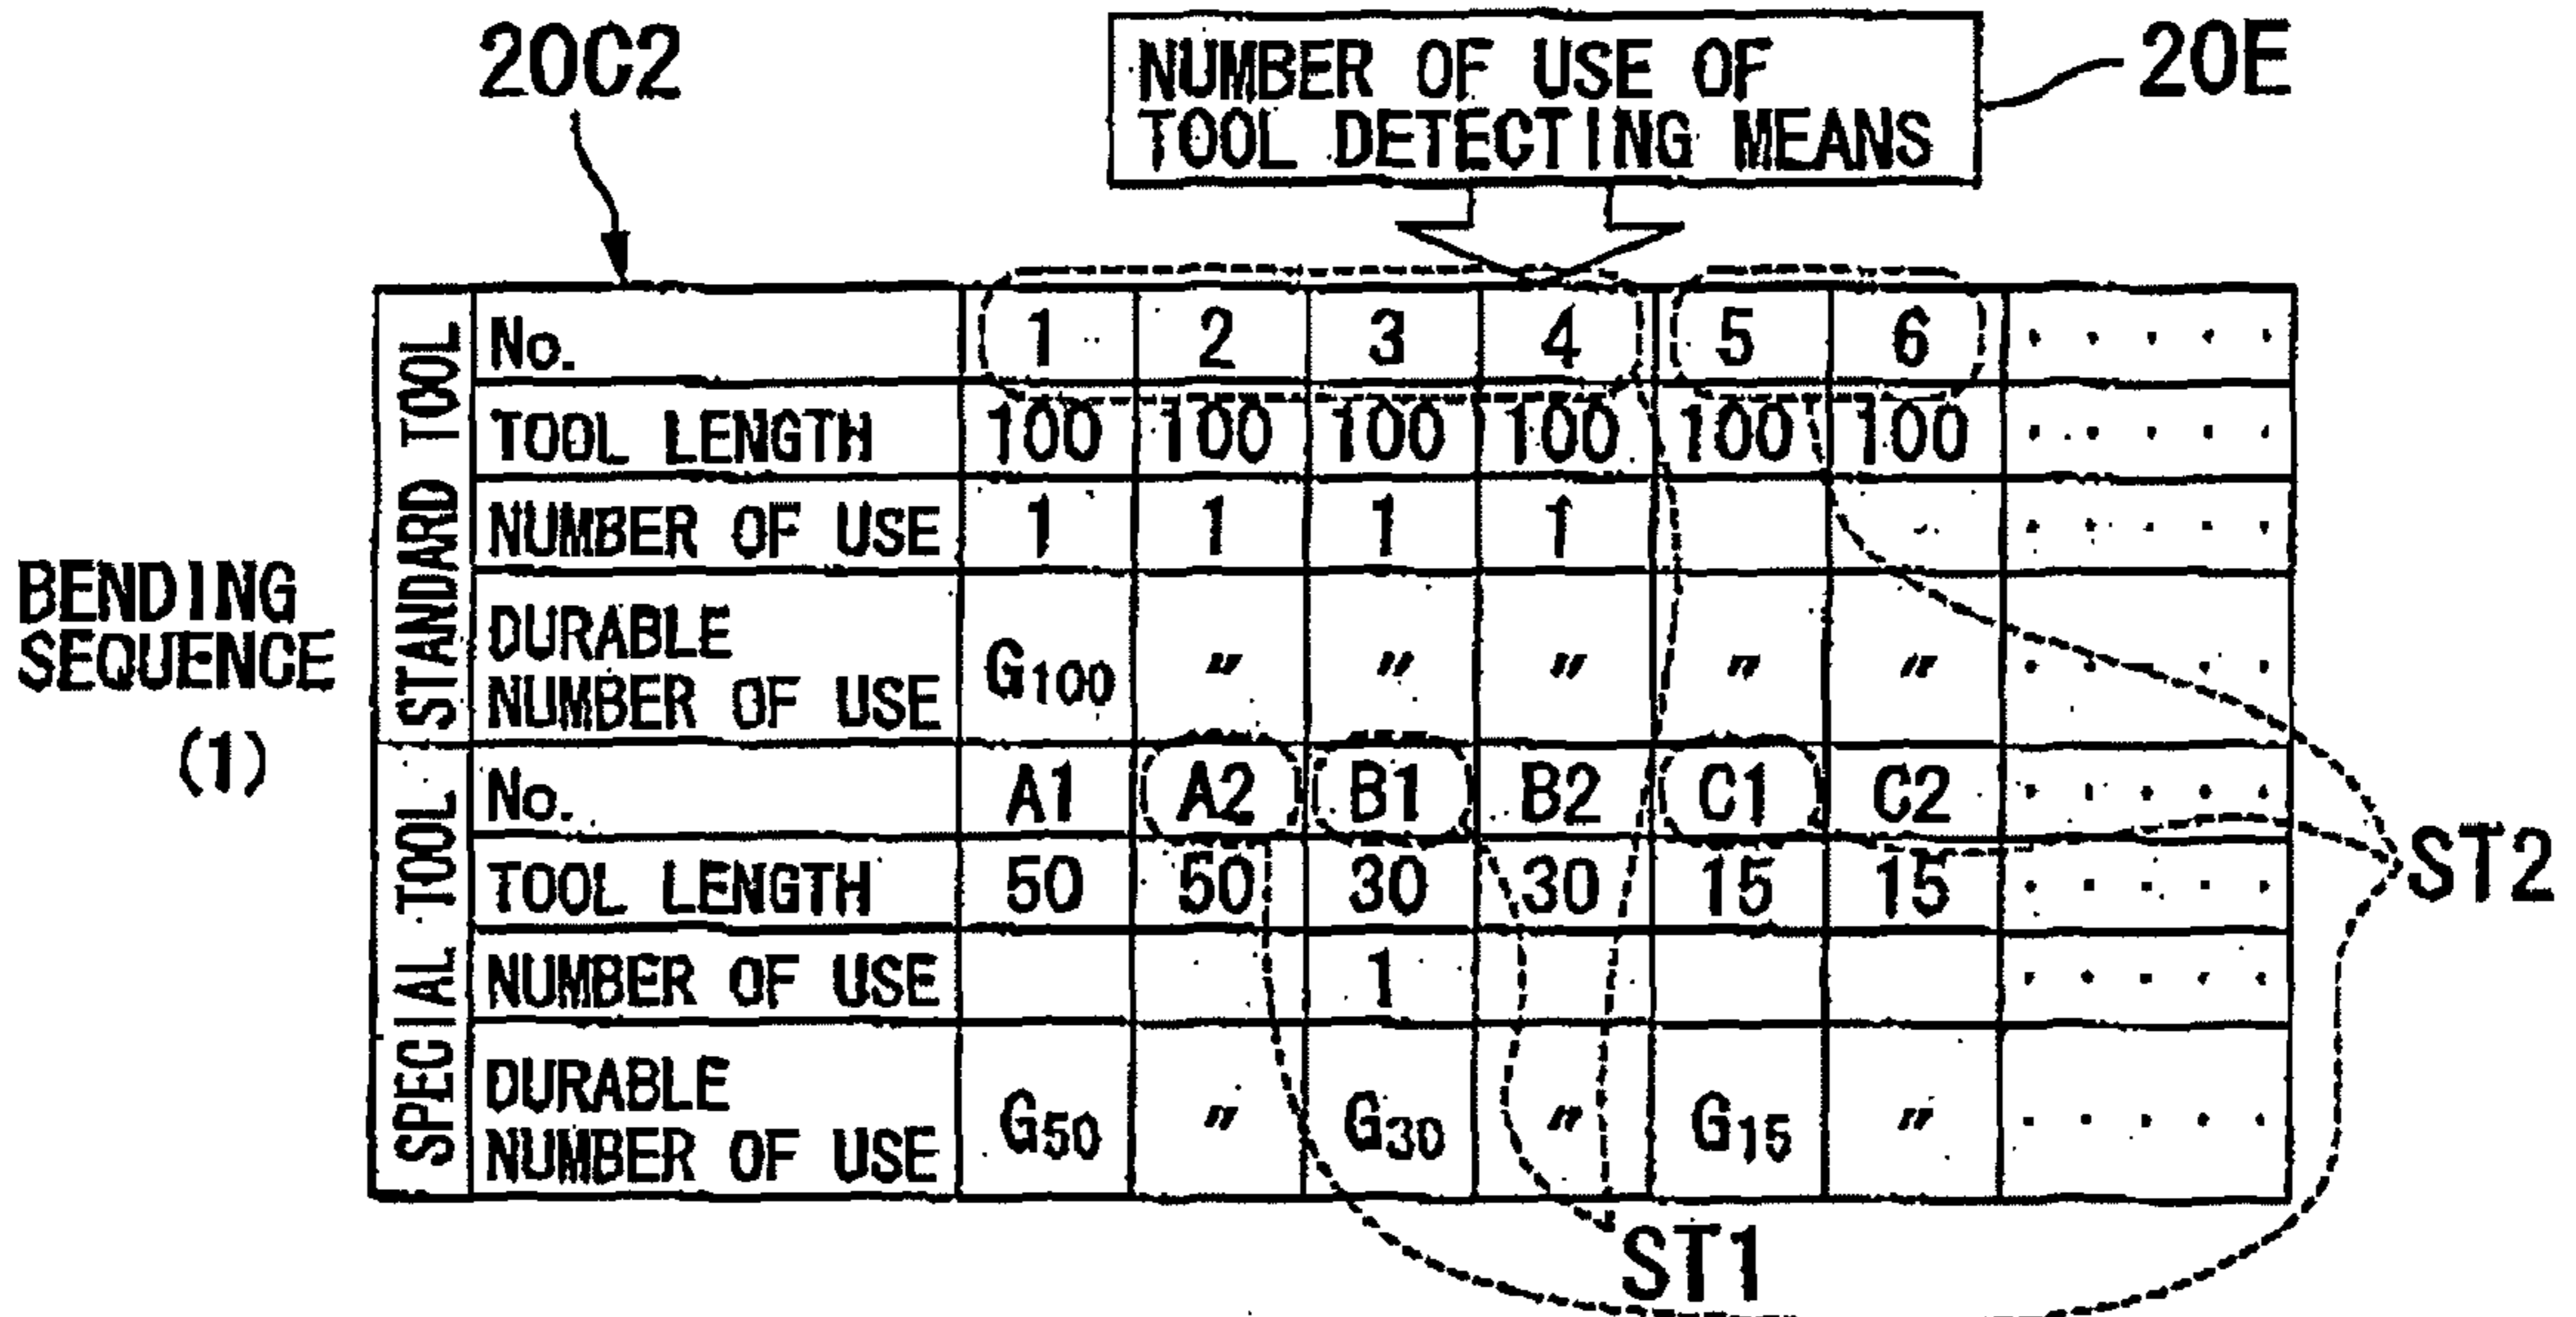 20C2
NUMBER OF USE OF
TOOL DETECTING MEANS
20E
BENDING
SEQUENCE
(1)
STANDARD TOOL
No. 1 2 3 4 5 6 . . . . .
TOOL LENGTH 100 100 100 100 100 100 . . . . .
NUMBER OF USE 1 1 1 1 . . . . .
DURABLE
NUMBER OF USE G100 〃 〃 〃 〃 〃 . . . . .
SPECIAL TOOL
No. A1 A2 B1 B2 C1 C2 . . . . .
TOOL LENGTH 50 50 30 30 15 15 . . . . .
NUMBER OF USE 1 . . . . .
DURABLE
NUMBER OF USE G50 〃 G30 〃 G15 〃 . . . . .
ST2
ST1